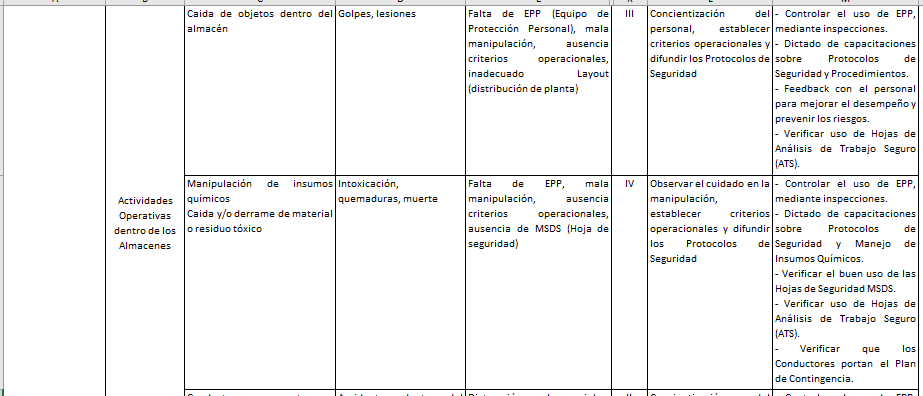 Caida de objetos dentro del
almacén
Golpes, lesiones
Falta de EPP (Equipo de
Protección Personal), mala
manipulación, ausencia
criterios operacionales,
inadecuado Layout
(distribución de planta)
III
Concientización del
personal, establecer
criterios operacionales y
difundir los Protocolos de
Seguridad
- Controlar el uso de EPP,
mediante inspecciones.
- Dictado de capacitaciones
sobre Protocolos de
Seguridad y Procedimientos.
- Feedback con el personal
para mejorar el desempeño y
prevenir los riesgos.
- Verificar uso de Hojas de
Análisis de Trabajo Seguro
(ATS).
Actividades
Operativas
dentro de los
Almacenes
Manipulación de insumos
químicos
Caida y/o derrame de material
o residuo tóxico
Intoxicación,
quemaduras, muerte
Falta de EPP, mala
manipulación, ausencia
criterios operacionales,
ausencia de MSDS (Hoja de
seguridad)
IV
Observar el cuidado en la
manipulación,
establecer criterios
operacionales y difundir
los Protocolos de
Seguridad
- Controlar el uso de EPP,
mediante inspecciones.
- Dictado de capacitaciones
sobre Protocolos de
Seguridad y Manejo de
Insumos Químicos.
- Verificar el buen uso de las
Hojas de Seguridad MSDS.
- Verificar uso de Hojas de
Análisis de Trabajo Seguro
(ATS).
- Verificar que los
Conductores portan el Plan
de Contingencia.